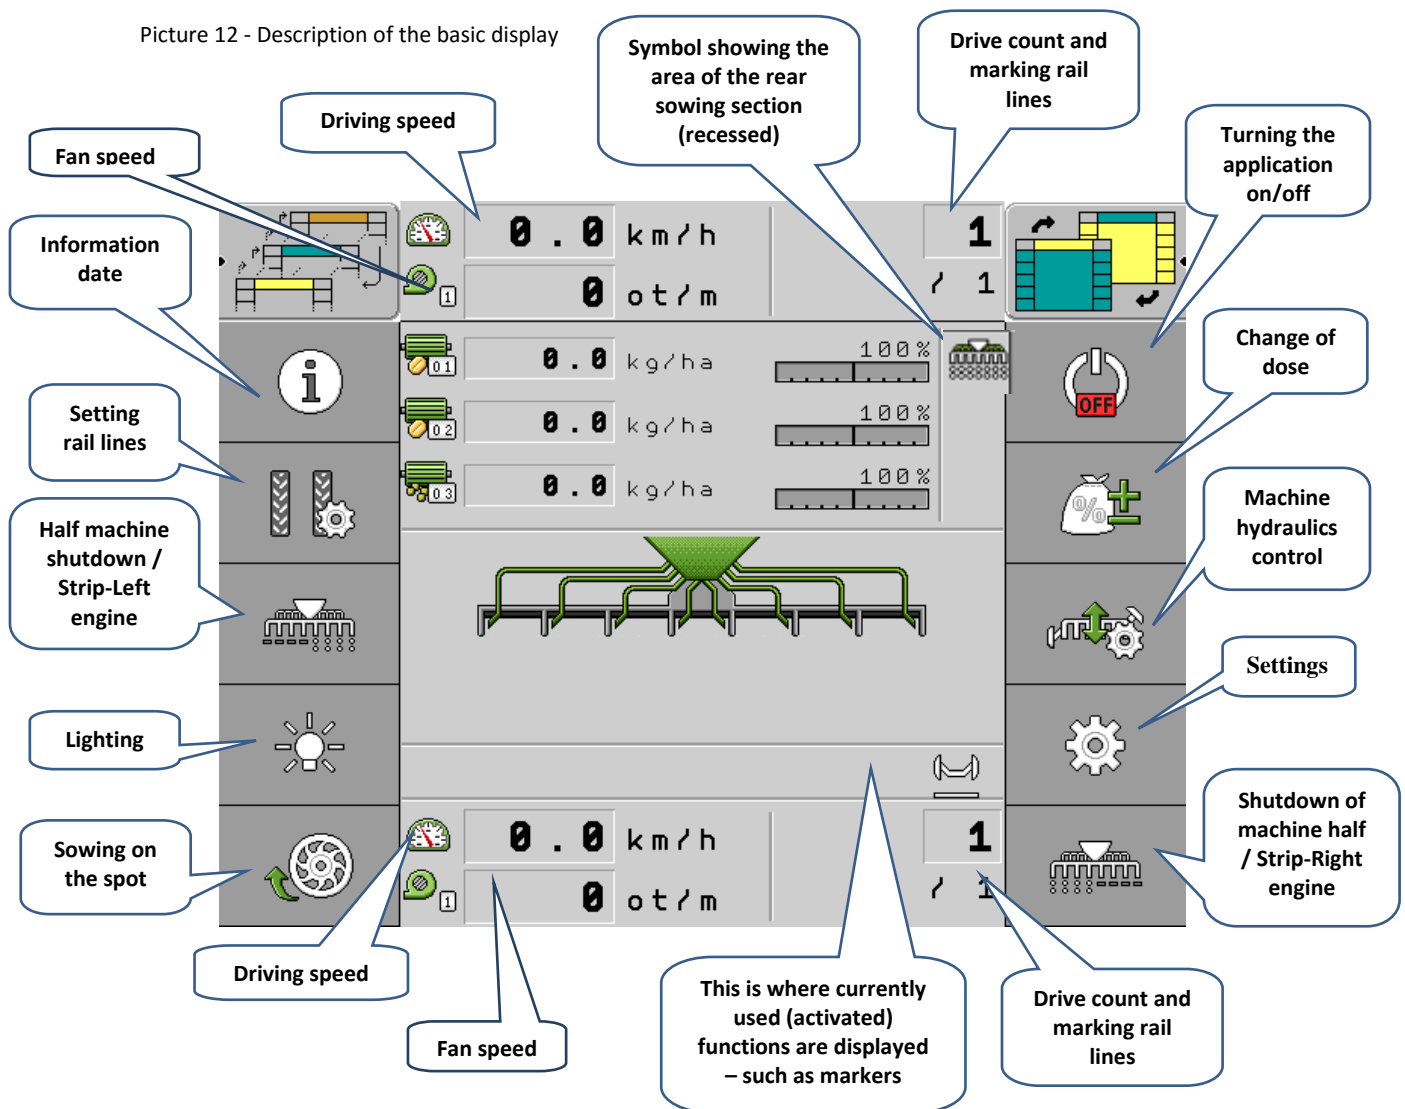 Picture 12 - Description of the basic display
Symbol showing the
area of the rear
sowing section
(recessed)
Drive count and
marking rail
lines
Driving speed
Fan speed
Turning the
application
on/off
Information
date
0.0 km/h
1
0 ot/m
/ 1
1
Change of
dose
01
0.0 kg/ha
100%
i
OFF
Setting
rail lines
02
0.0 kg/ha
100%
03
0.0 kg/ha
100%
%
Machine
hydraulics
control
Half machine
shutdown /
Strip-Left
engine
Settings
Lighting
Shutdown of
machine half
/ Strip-Right
engine
Sowing on
the spot
0.0 km/h
1
1
0 ot/m
/ 1
Driving speed
Fan speed
This is where currently
used (activated)
functions are displayed
– such as markers
Drive count and
marking rail
lines